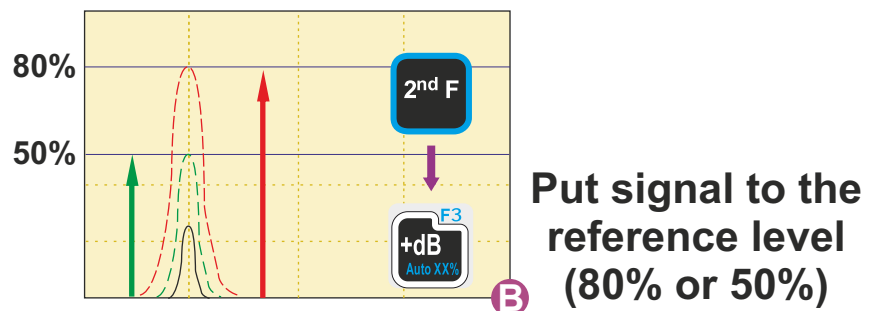 80%
50%
2nd F
F3
+dB
Auto XX%
B
Put signal to the
reference level
(80% or 50%)